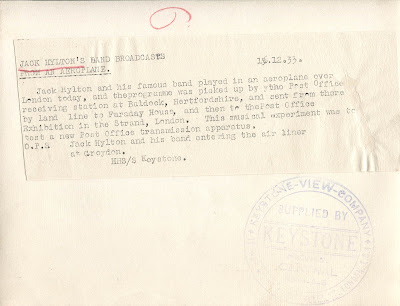 JACK HYLTON'S BAND BROADCASTS 14.12.33.
FROM AN AEROPLANE.
Jack Hylton and his famous band played in an aeroplane over
London today, and theprogramme was picked up by the Post Office
receiving station at Baldock, Hertfordshire, and sent from there
by land line to Faraday House, and then to thePost Office
Exhibition in the Strand, London. This musical experiment was to
test a new Post Office transmission apparatus.
O.P.S Jack Hylton and his band entering the air liner
at Croydon.
HHS/S Keystone.
KEYSTONE-VIEW-COMPANY
SUPPLIED BY
KEYSTONE